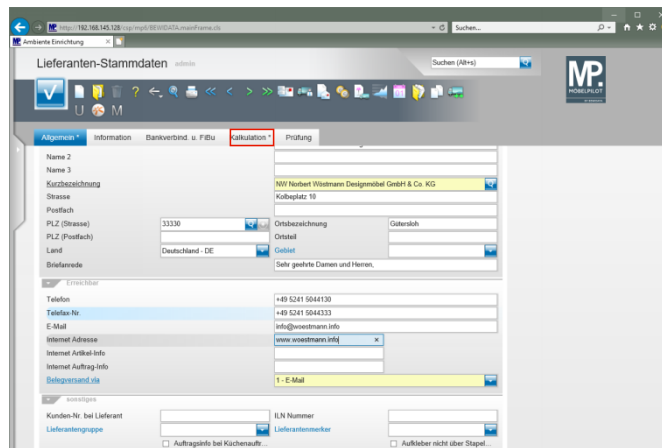 http://192.168.145.128/csp/mp6/BEWIDATA.mainFrame.cls
Suchen...
MP Ambiente Einrichtung
Lieferanten-Stammdaten admin
Suchen (Alt+s)
MP.
MÖBELPILOT
U M
Allgemein * Information Bankverbind. u. FiBu Kalkulation * Prüfung
Name 2
Name 3
Kurzbezeichnung NW Norbert Wöstmann Designmöbel GmbH & Co. KG
Strasse Kolbeplatz 10
Postfach
PLZ (Strasse) 33330 Ortsbezeichnung Gütersloh
PLZ (Postfach) Ortsteil
Land Deutschland - DE Gebiet
Briefanrede Sehr geehrte Damen und Herren,
Erreichbar
Telefon +49 5241 5044130
Telefax-Nr. +49 5241 5044333
E-Mail info@woestmann.info
Internet Adresse www.woestmann.info
Internet Artikel-Info
Internet Auftrag-Info
Belegversand via 1 - E-Mail
sonstiges
Kunden-Nr. bei Lieferant ILN Nummer
Lieferantengruppe Lieferantenmerker
Auftragsinfo bei Küchenauftr... Aufkleber nicht über Stapel...